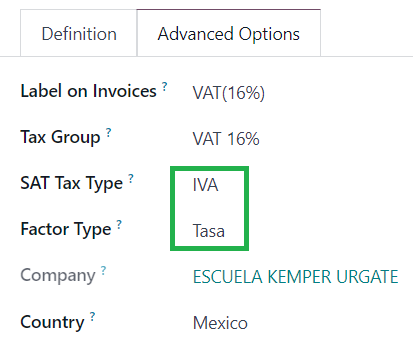 Definition
Advanced Options
Label on Invoices ? VAT(16%)
Tax Group ? VAT 16%
SAT Tax Type ? IVA
Factor Type ? Tasa
Company ? ESCUELA KEMPER URGATE
Country ? Mexico